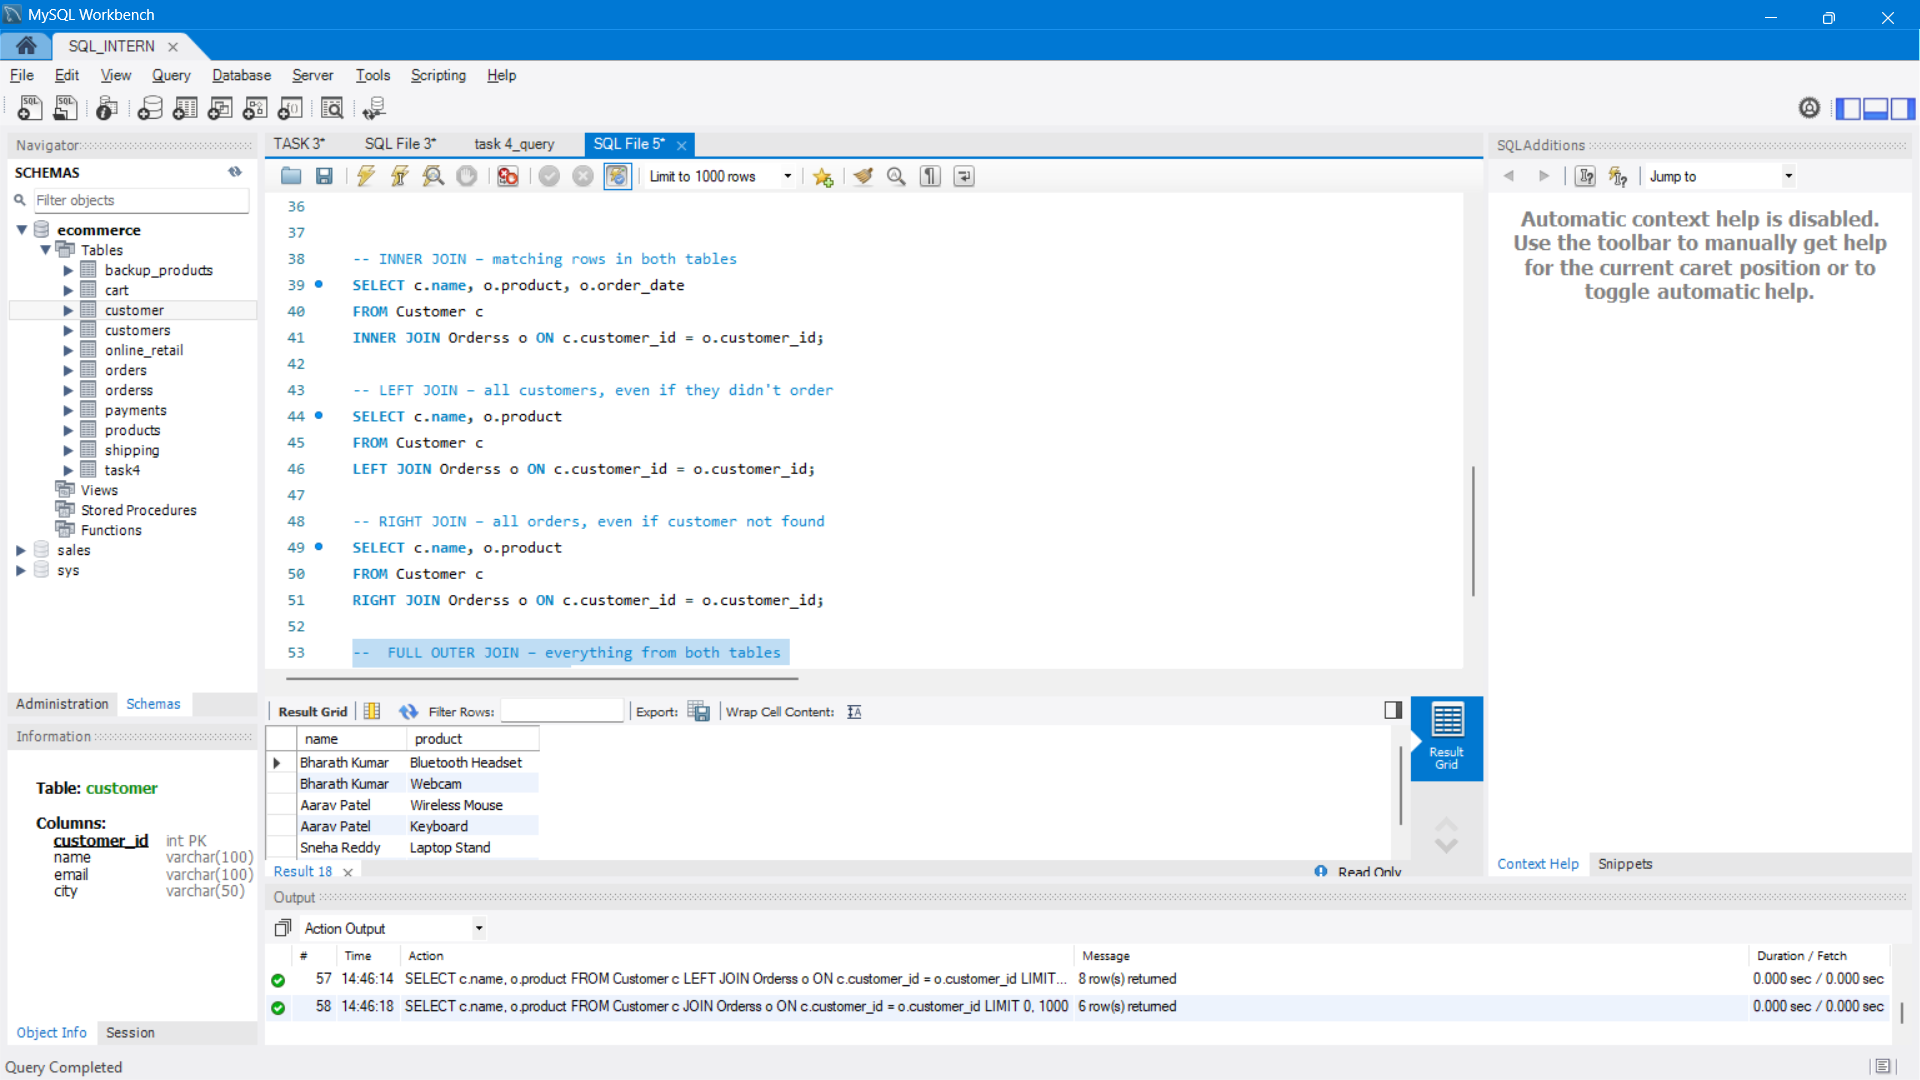 MySQL Workbench
SQL_INTERN
File Edit View Query Database Server Tools Scripting Help
Navigator
SCHEMAS
Filter objects
ecommerce
Tables
backup_products
cart
customer
customers
online_retail
orders
orderss
payments
products
shipping
task4
Views
Stored Procedures
Functions
sales
sys
Administration Schemas
Information
Table: customer
Columns:
customer_id int PK
name varchar(100)
email varchar(100)
city varchar(50)
Object Info Session
TASK 3* SQL File 3* task 4_query SQL File 5*
Limit to 1000 rows
36
37
38 -- INNER JOIN – matching rows in both tables
39 SELECT c.name, o.product, o.order_date
40 FROM Customer c
41 INNER JOIN Orderss o ON c.customer_id = o.customer_id;
42
43 -- LEFT JOIN – all customers, even if they didn't order
44 SELECT c.name, o.product
45 FROM Customer c
46 LEFT JOIN Orderss o ON c.customer_id = o.customer_id;
47
48 -- RIGHT JOIN – all orders, even if customer not found
49 SELECT c.name, o.product
50 FROM Customer c
51 RIGHT JOIN Orderss o ON c.customer_id = o.customer_id;
52
53 --  FULL OUTER JOIN – everything from both tables
Result Grid Filter Rows: Export: Wrap Cell Content:
name product
Bharath Kumar Bluetooth Headset
Bharath Kumar Webcam
Aarav Patel Wireless Mouse
Aarav Patel Keyboard
Sneha Reddy Laptop Stand
Result Grid
Result 18 Read Only
SQLAdditions
Jump to
Automatic context help is disabled.
Use the toolbar to manually get help
for the current caret position or to
toggle automatic help.
Context Help Snippets
Output
Action Output
# Time Action Message Duration / Fetch
57 14:46:14 SELECT c.name, o.product FROM Customer c LEFT JOIN Orderss o ON c.customer_id = o.customer_id LIMIT... 8 row(s) returned 0.000 sec / 0.000 sec
58 14:46:18 SELECT c.name, o.product FROM Customer c JOIN Orderss o ON c.customer_id = o.customer_id LIMIT 0, 1000 6 row(s) returned 0.000 sec / 0.000 sec
Query Completed